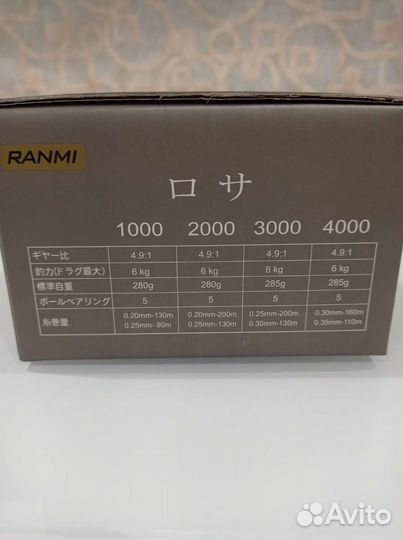 RANMI
ロサ
1000 2000 3000 4000
ギヤー比 4.9:1 4.9:1 4.9:1 4.9:1
釣力(ドラグ最大) 6 kg 6 kg 6 kg 6 kg
標準自重 280g 280g 285g 285g
ボールベアリング 5 5 5 5
糸巻量 0.20mm-130m 0.20mm-200m 0.25mm-200m 0.30mm-160m
0.25mm- 90m 0.25mm-130m 0.30mm-130m 0.35mm-110m
Avito